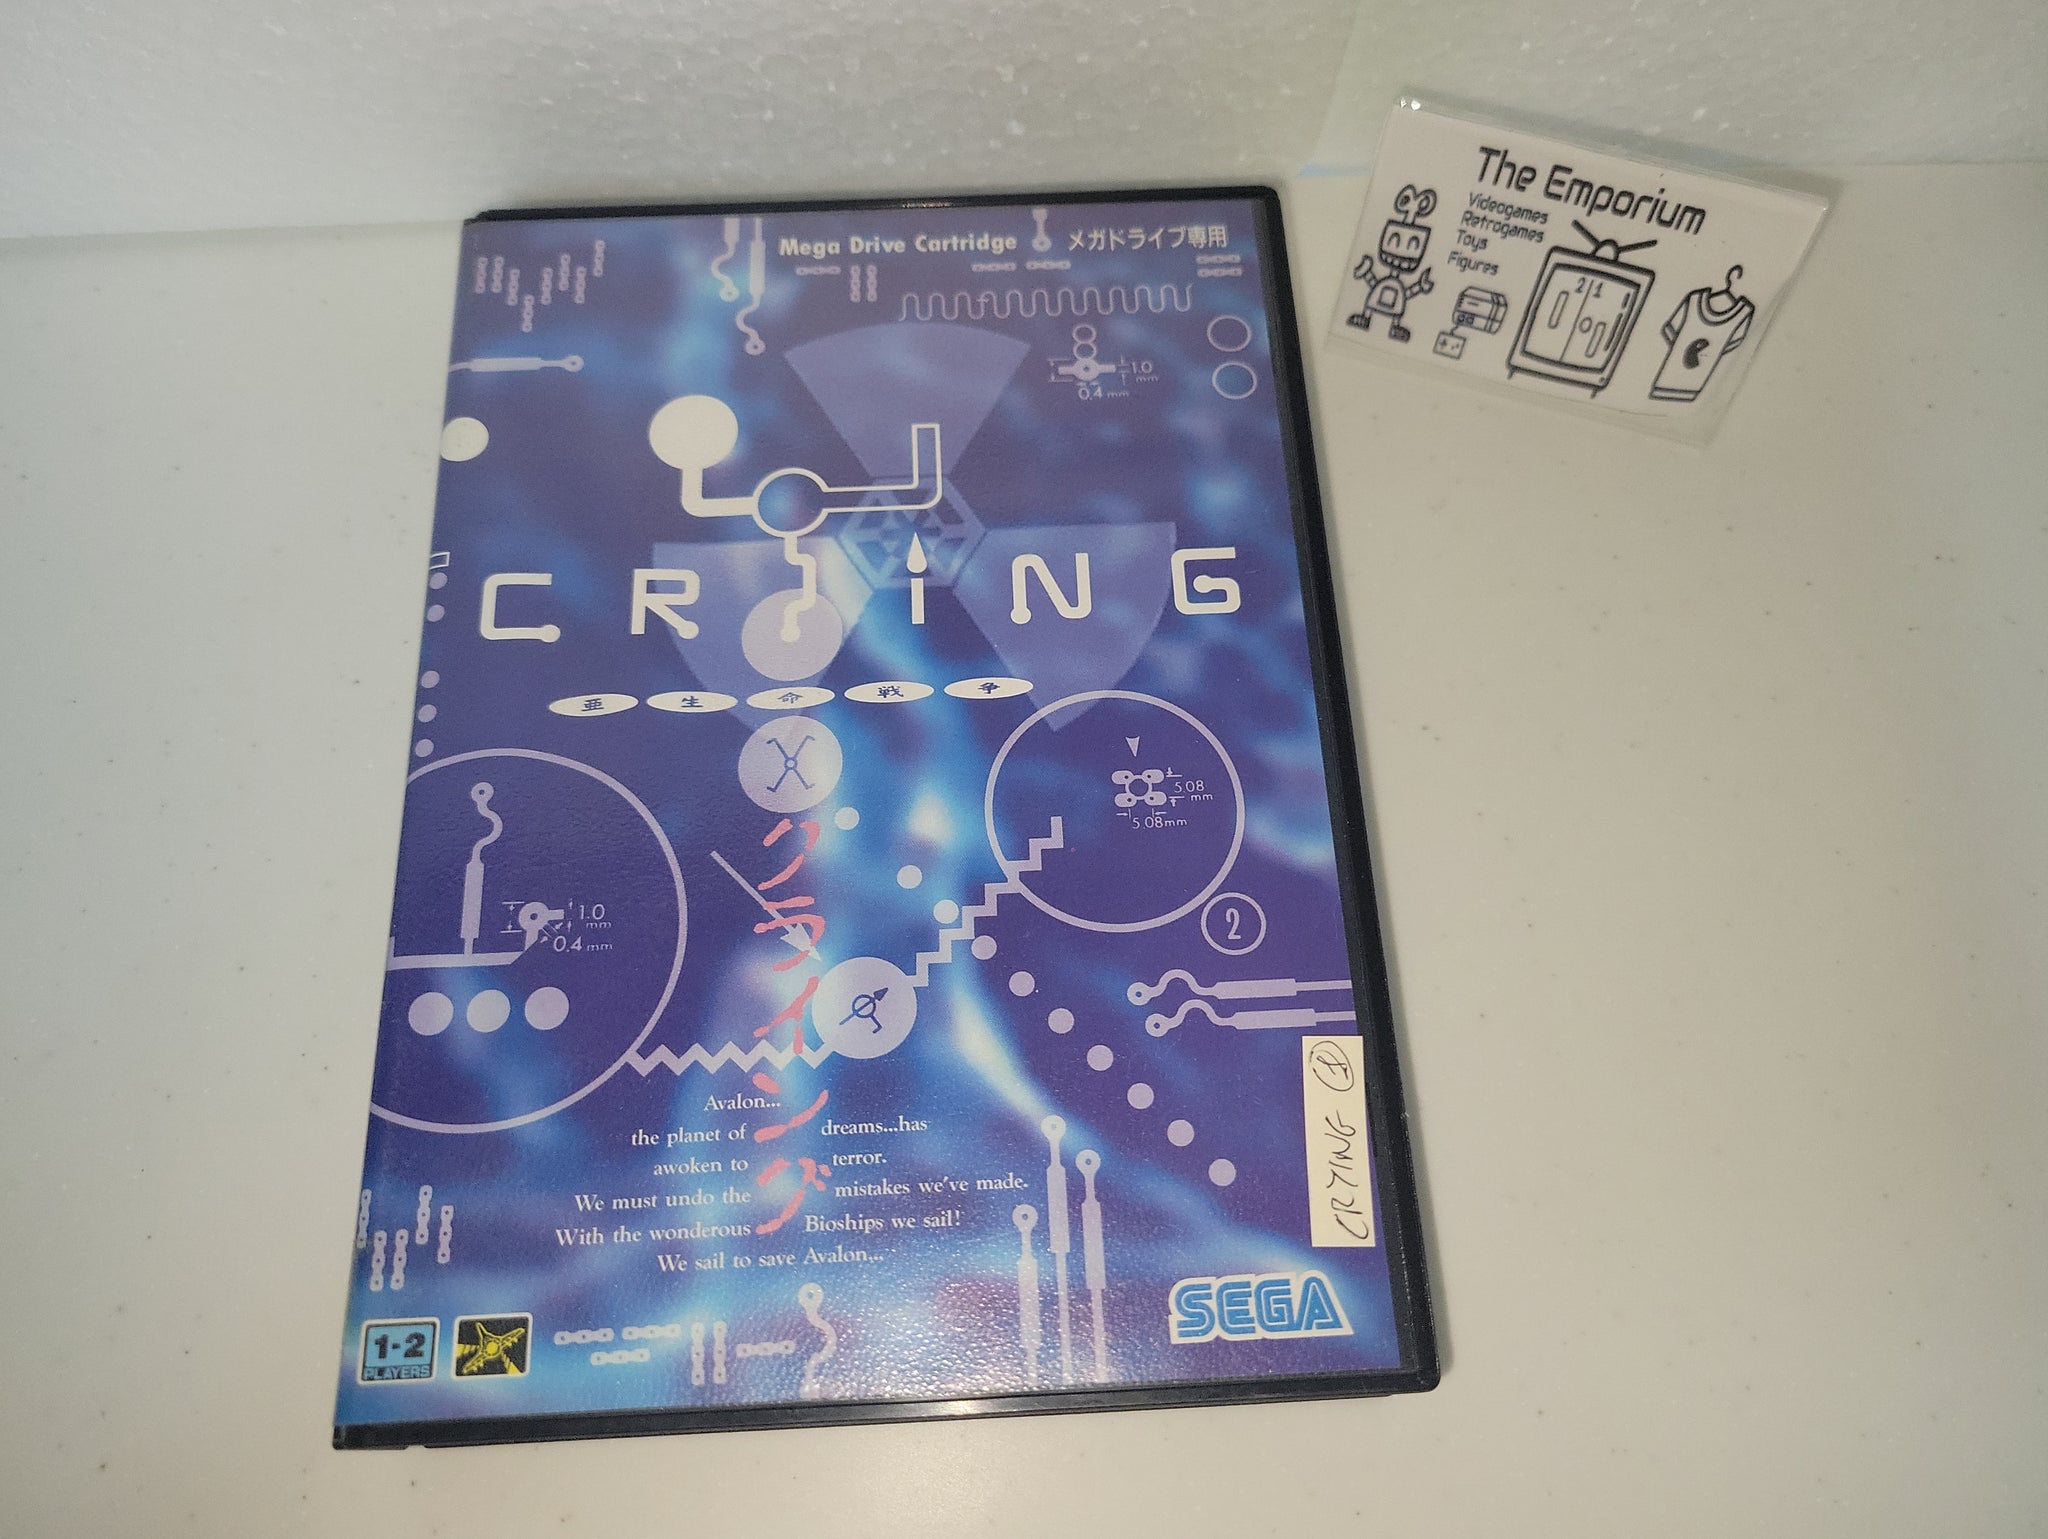 The Emporium
Videogames
Retrogames
Toys
Figures
2 1
Mega Drive Cartridge メガドライブ専用
1.0
mm
0.4 mm
CRYING
亜生命戦争
クライング
5.08
mm
5.08mm
2
1.0
mm
0.4 mm
Avalon...
the planet of dreams...has
awoken to terror.
We must undo the mistakes we've made.
With the wonderous Bioships we sail!
We sail to save Avalon...
CRYING
1-2
PLAYERS
SEGA